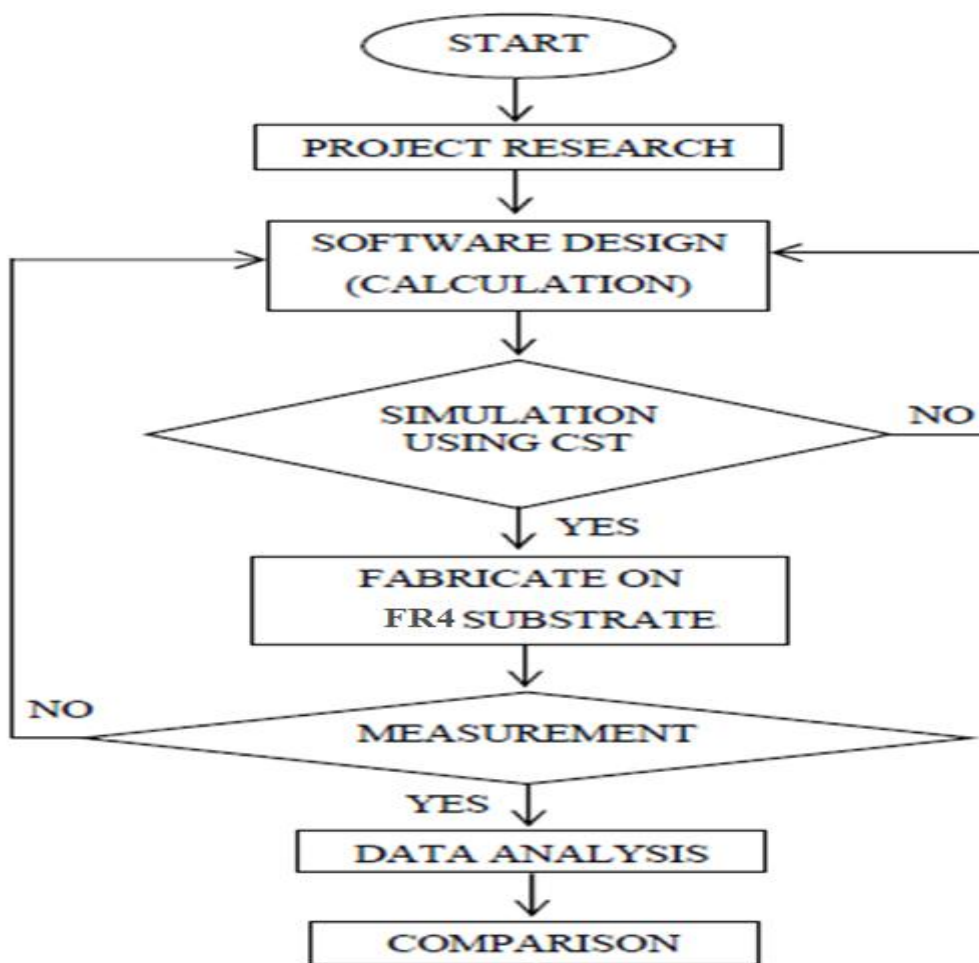 START
PROJECT RESEARCH
SOFTWARE DESIGN
(CALCULATION)
SIMULATION
USING CST
NO
YES
FABRICATE ON
FR4 SUBSTRATE
NO
MEASUREMENT
YES
DATA ANALYSIS
COMPARISON